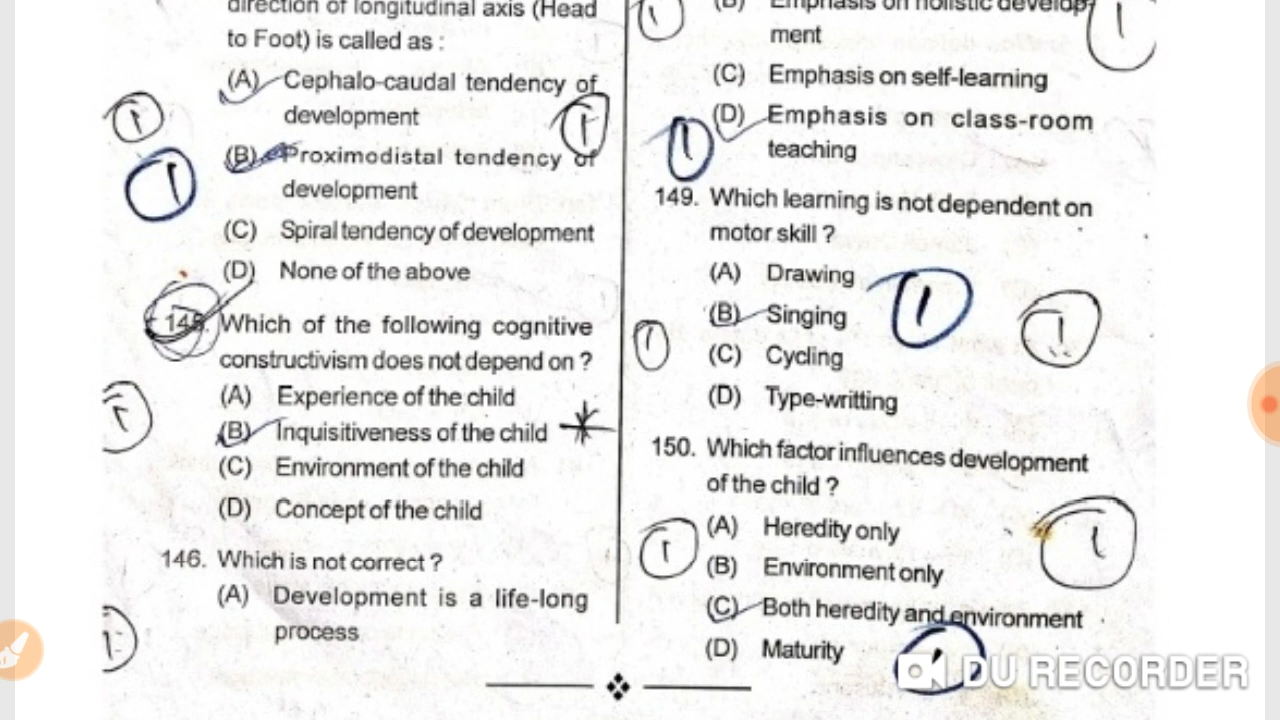 direction of longitudinal axis (Head
to Foot) is called as :
(A) Cephalo-caudal tendency of
development
(B) Proximodistal tendency of
development
(C) Spiral tendency of development
(D) None of the above
145. Which of the following cognitive
constructivism does not depend on ?
(A) Experience of the child
(B) Inquisitiveness of the child
(C) Environment of the child
(D) Concept of the child
146. Which is not correct ?
(A) Development is a life-long
process
(B) Emphasis on holistic develop-
ment
(C) Emphasis on self-learning
(D) Emphasis on class-room
teaching
149. Which learning is not dependent on
motor skill ?
(A) Drawing
(B) Singing
(C) Cycling
(D) Type-writting
150. Which factor influences development
of the child ?
(A) Heredity only
(B) Environment only
(C) Both heredity and environment
(D) Maturity
DU RECORDER